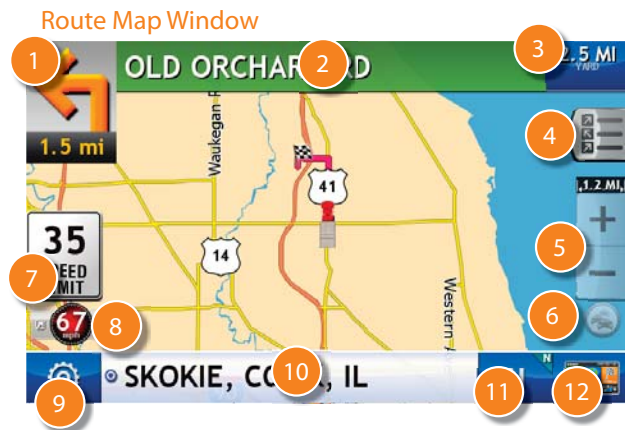 Route Map Window
1
OLD ORCHARD RD
2
3
2.5 MI
YARD
1.5 mi
Waukegan R
4
41
1.2 MI
+
5
−
35
SPEED
LIMIT
7
14
Western A
6
67
mph
8
9
SKOKIE, COOK, IL
10
11
N
12